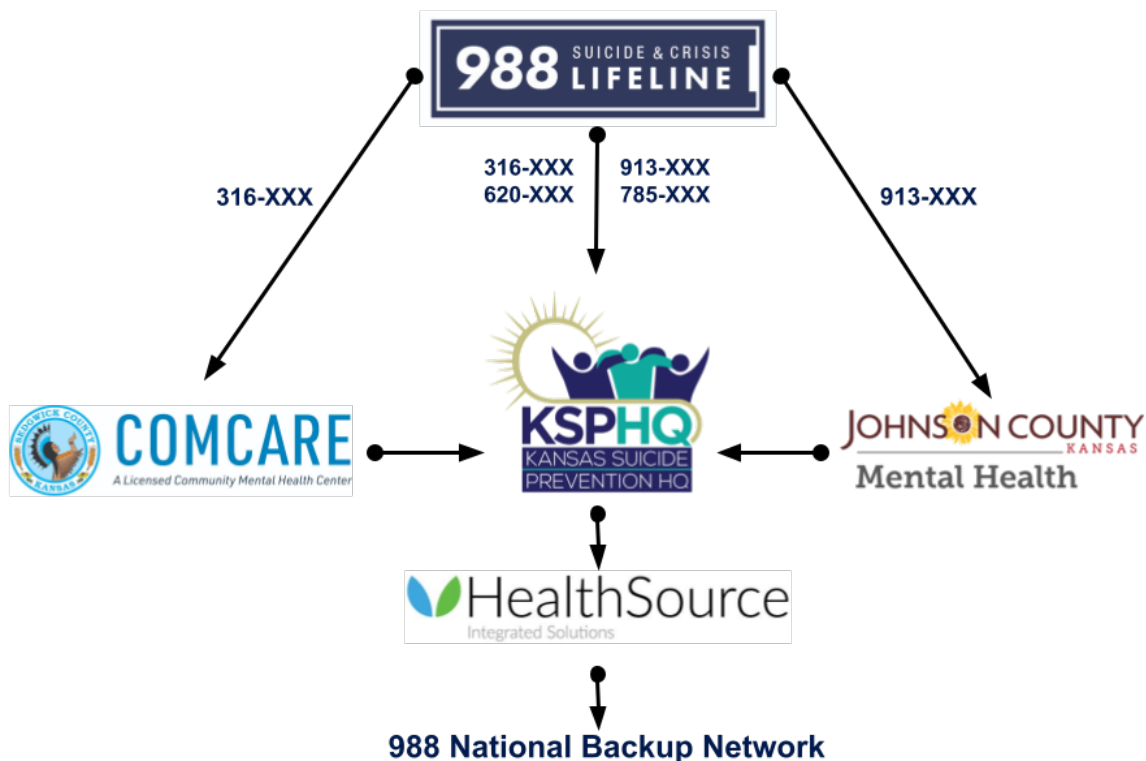 988 SUICIDE & CRISIS
LIFELINE
316-XXX 913-XXX
620-XXX 785-XXX
316-XXX
913-XXX
SEDGWICK COUNTY
KANSAS
COMCARE
A Licensed Community Mental Health Center
KSPHQ
KANSAS SUICIDE
PREVENTION HQ
JOHNSON COUNTY
KANSAS
Mental Health
HealthSource
Integrated Solutions
988 National Backup Network